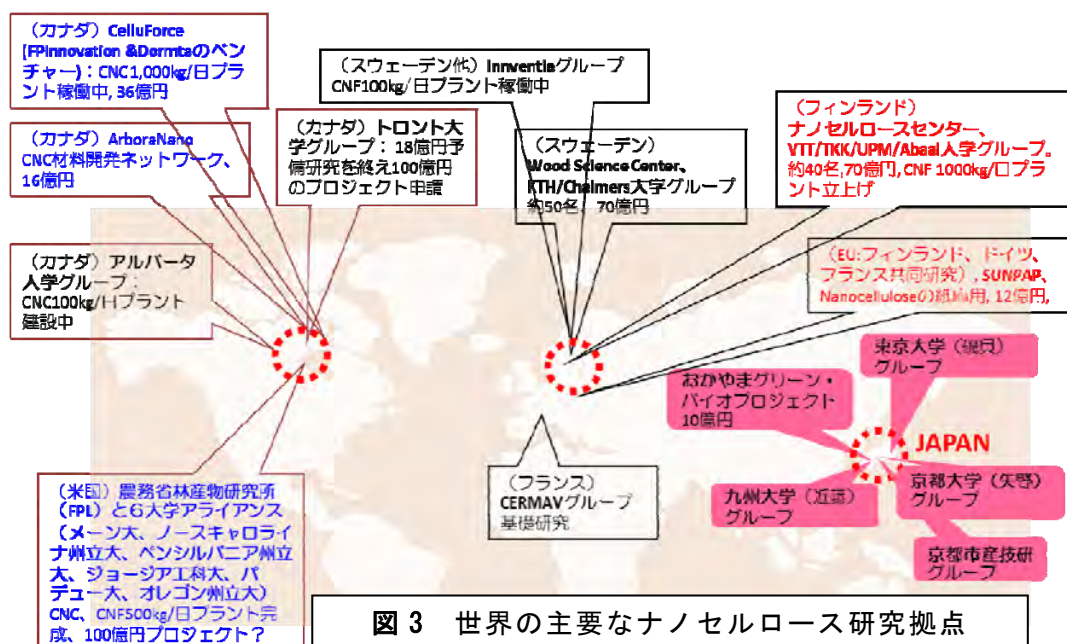 （カナダ）CelluForce
(FPInnovation &Dormtaのベン
チャー)：CNC1,000kg/日プラ
ント稼働中, 36億円
（カナダ）ArboraNano
CNC材料開発ネットワーク、
16億円
（カナダ）トロント大
学グループ：18億円予
備研究を終え100億円
のプロジェクト申請
（カナダ）アルバータ
大学グループ：
CNC100kg/日プラント
建設中
（スウェーデン他）Innventiaグループ
CNF100kg/日プラント稼働中
（スウェーデン）
Wood Science Center、
KTH/Chalmers大学グループ
約50名、70億円
（フィンランド）
ナノセルロースセンター、
VTT/TKK/UPM/Abaal大学グループ。
約40名,70億円, CNF 1000kg/日プ
ラント立上げ
（EU:フィンランド、ドイツ、
フランス共同研究）, SUNPAP、
Nanocelluloseの紙応用, 12億円,
東京大学（磯貝）
グループ
おかやまグリーン・
バイオプロジェクト
10億円
JAPAN
九州大学（近藤）
グループ
京都大学（矢野）
グループ
京都市産技研
グループ
（フランス）
CERMAVグループ
基礎研究
（米国）農務省林産物研究所
（FPL）と6大学アライアンス
（メーン大、ノースキャロライ
ナ州立大、ペンシルバニア州立
大、ジョージア工科大、パ
デュー大、オレゴン州立大）
CNC、CNF500kg/日プラント完
成、100億円プロジェクト？
図3 世界の主要なナノセルロース研究拠点